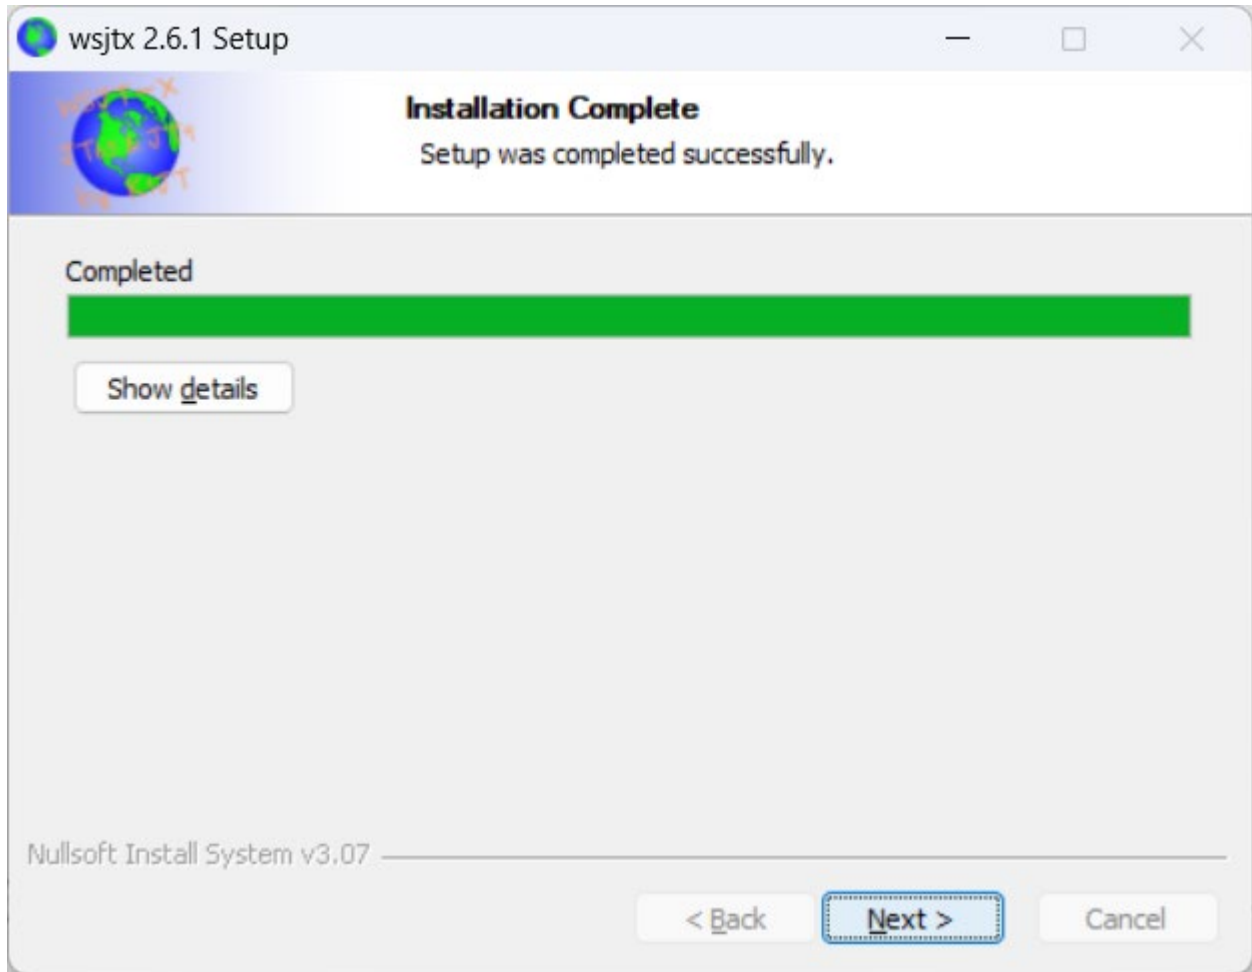 wsjtx 2.6.1 Setup
Installation Complete
Setup was completed successfully.
Completed
Show details
Nullsoft Install System v3.07
< Back
Next >
Cancel